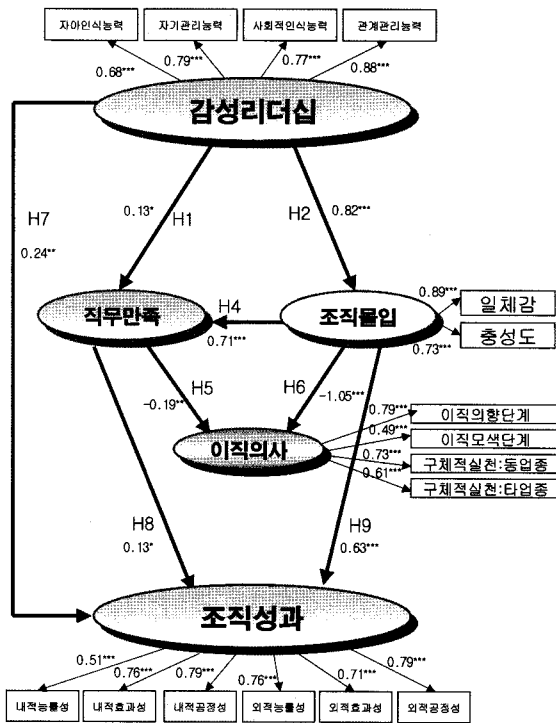 자아인식능력 자기관리능력 사회적인식능력 관계관리능력
0.68*** 0.79*** 0.77*** 0.88***
감성리더십
H7
0.24**
0.13*
H1
H2
0.82***
직무만족
H4
0.71***
조직몰입
0.89***
일체감
0.73***
충성도
H5
-0.19**
H6
-1.05***
이직의사
0.79***
이직의향단계
0.49***
이직모색단계
0.73***
구체적실천:동업종
0.61***
구체적실천:타업종
H8
0.13*
H9
0.63***
조직성과
0.51*** 0.76*** 0.79*** 0.76*** 0.71*** 0.79***
내적능률성 내적효과성 내적공정성 외적능률성 외적효과성 외적공정성